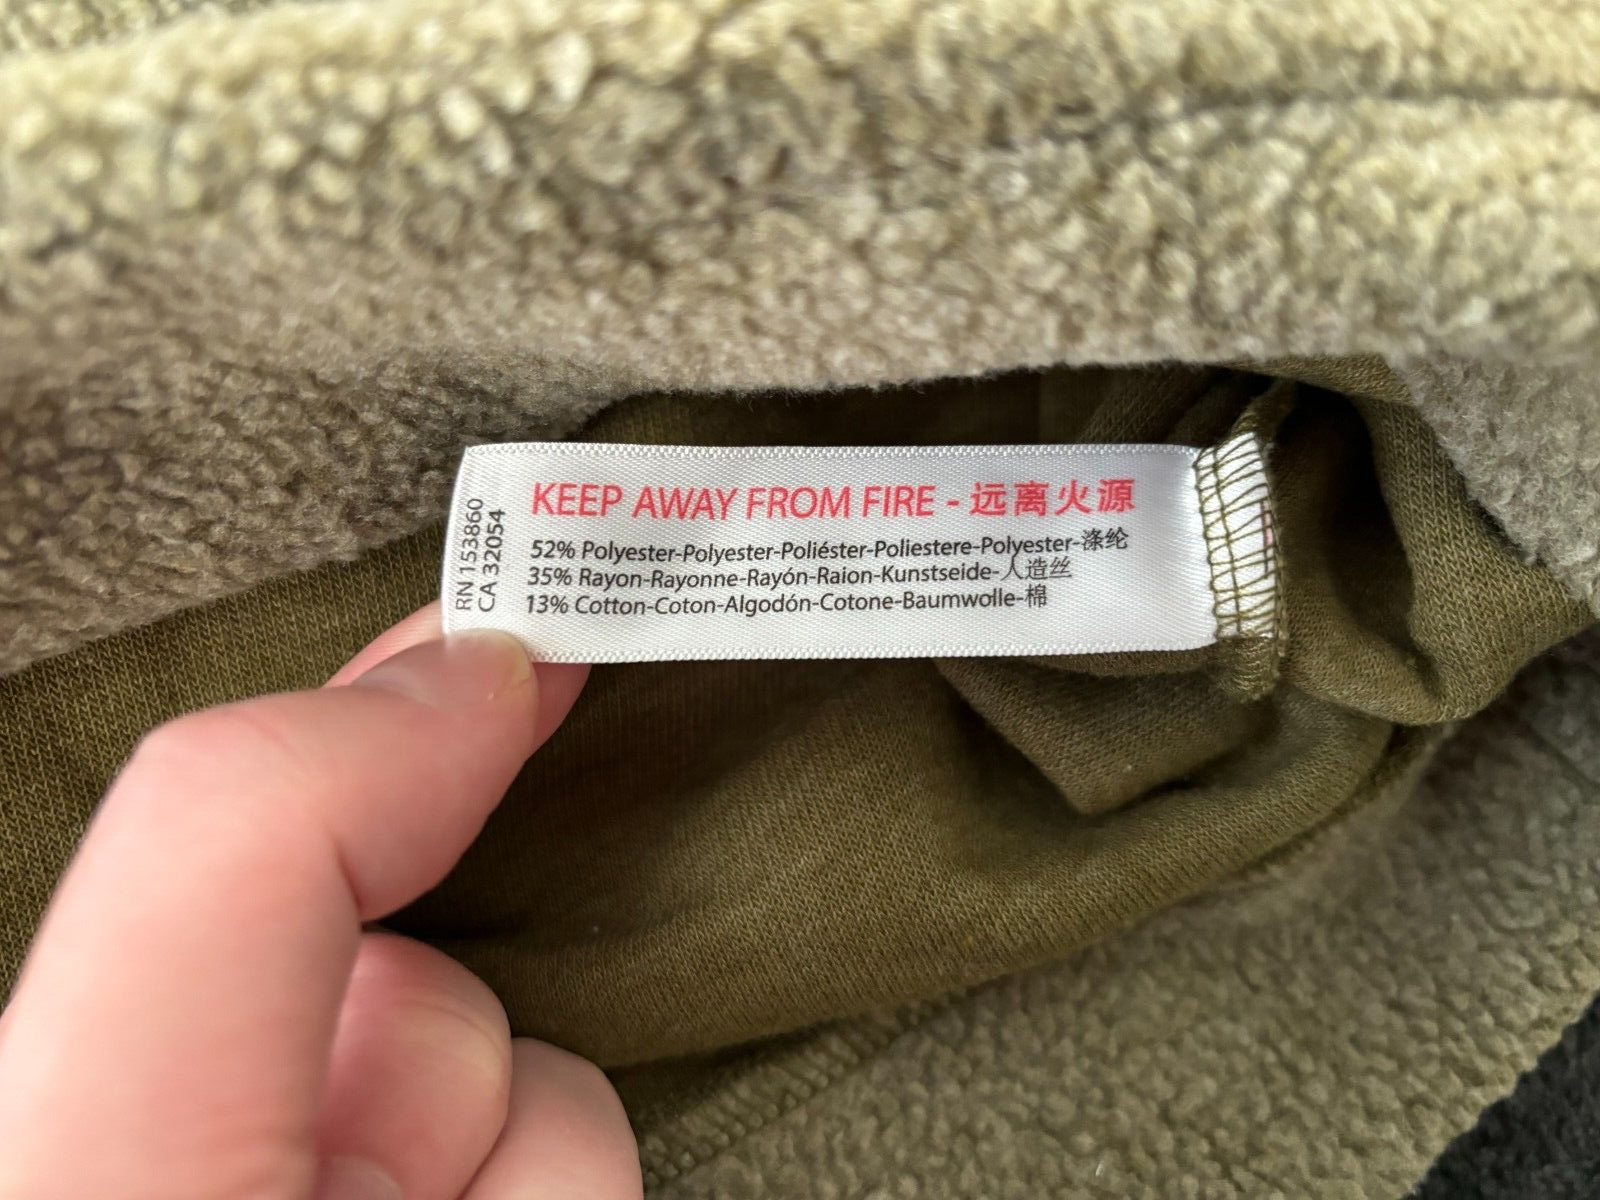 KEEP AWAY FROM FIRE - 远离火源
52% Polyester-Polyester-Poliéster-Poliestere-Polyester-涤纶
35% Rayon-Rayonne-Rayón-Raion-Kunstseide-人造丝
13% Cotton-Coton-Algodón-Cotone-Baumwolle-棉
RN 153860
CA 32054